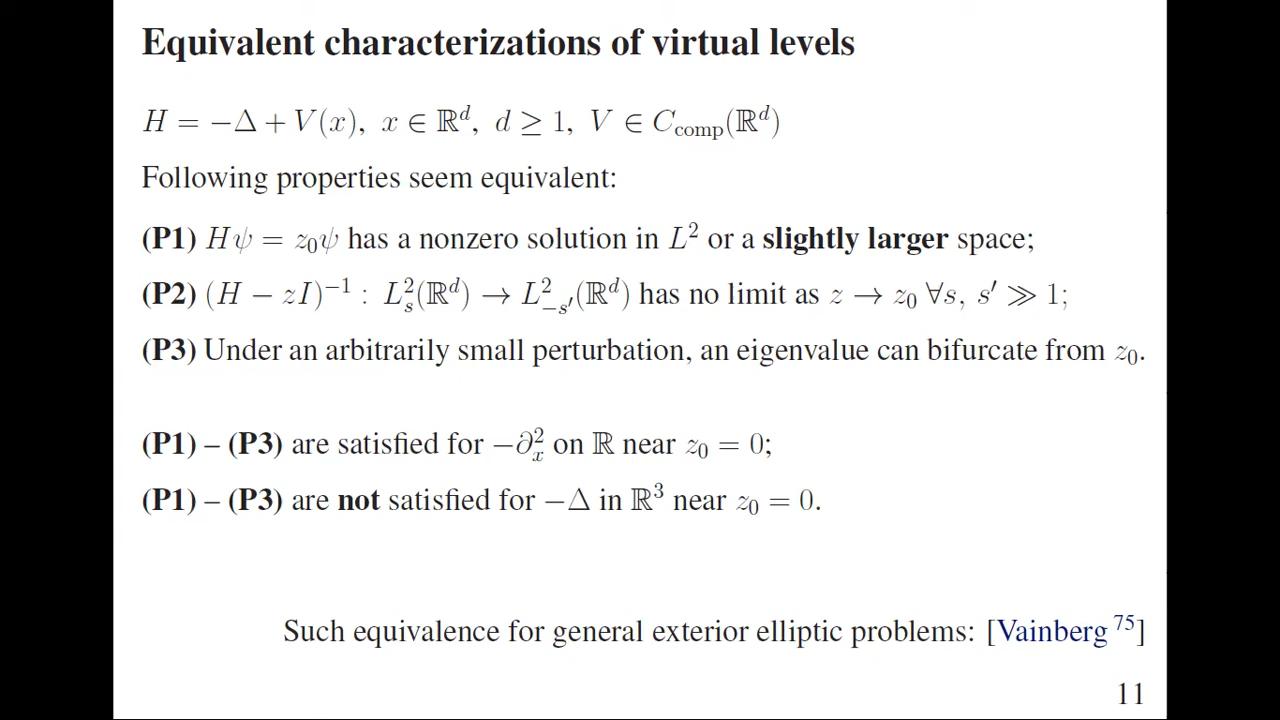 Equivalent characterizations of virtual levels
H = −Δ + V(x), x ∈ ℝᵈ, d ≥ 1, V ∈ C_comp(ℝᵈ)
Following properties seem equivalent:
(P1) Hψ = z₀ψ has a nonzero solution in L² or a slightly larger space;
(P2) (H − zI)⁻¹ : L²_s(ℝᵈ) → L²_{−s′}(ℝᵈ) has no limit as z → z₀ ∀s, s′ ≫ 1;
(P3) Under an arbitrarily small perturbation, an eigenvalue can bifurcate from z₀.
(P1) – (P3) are satisfied for −∂²_x on ℝ near z₀ = 0;
(P1) – (P3) are not satisfied for −Δ in ℝ³ near z₀ = 0.
Such equivalence for general exterior elliptic problems: [Vainberg ⁷⁵]
11